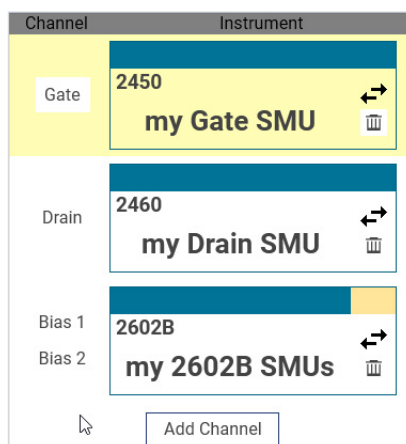 Channel Instrument
2450
Gate
my Gate SMU
2460
Drain
my Drain SMU
Bias 1
2602B
Bias 2
my 2602B SMUs
Add Channel